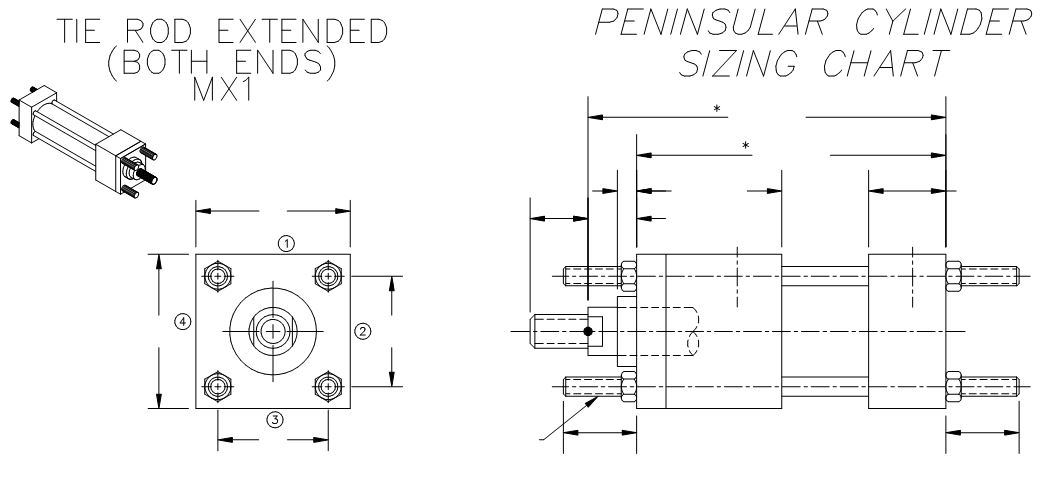 TIE ROD EXTENDED
(BOTH ENDS)
MX1
PENINSULAR CYLINDER
SIZING CHART
*
*
1
2
3
4